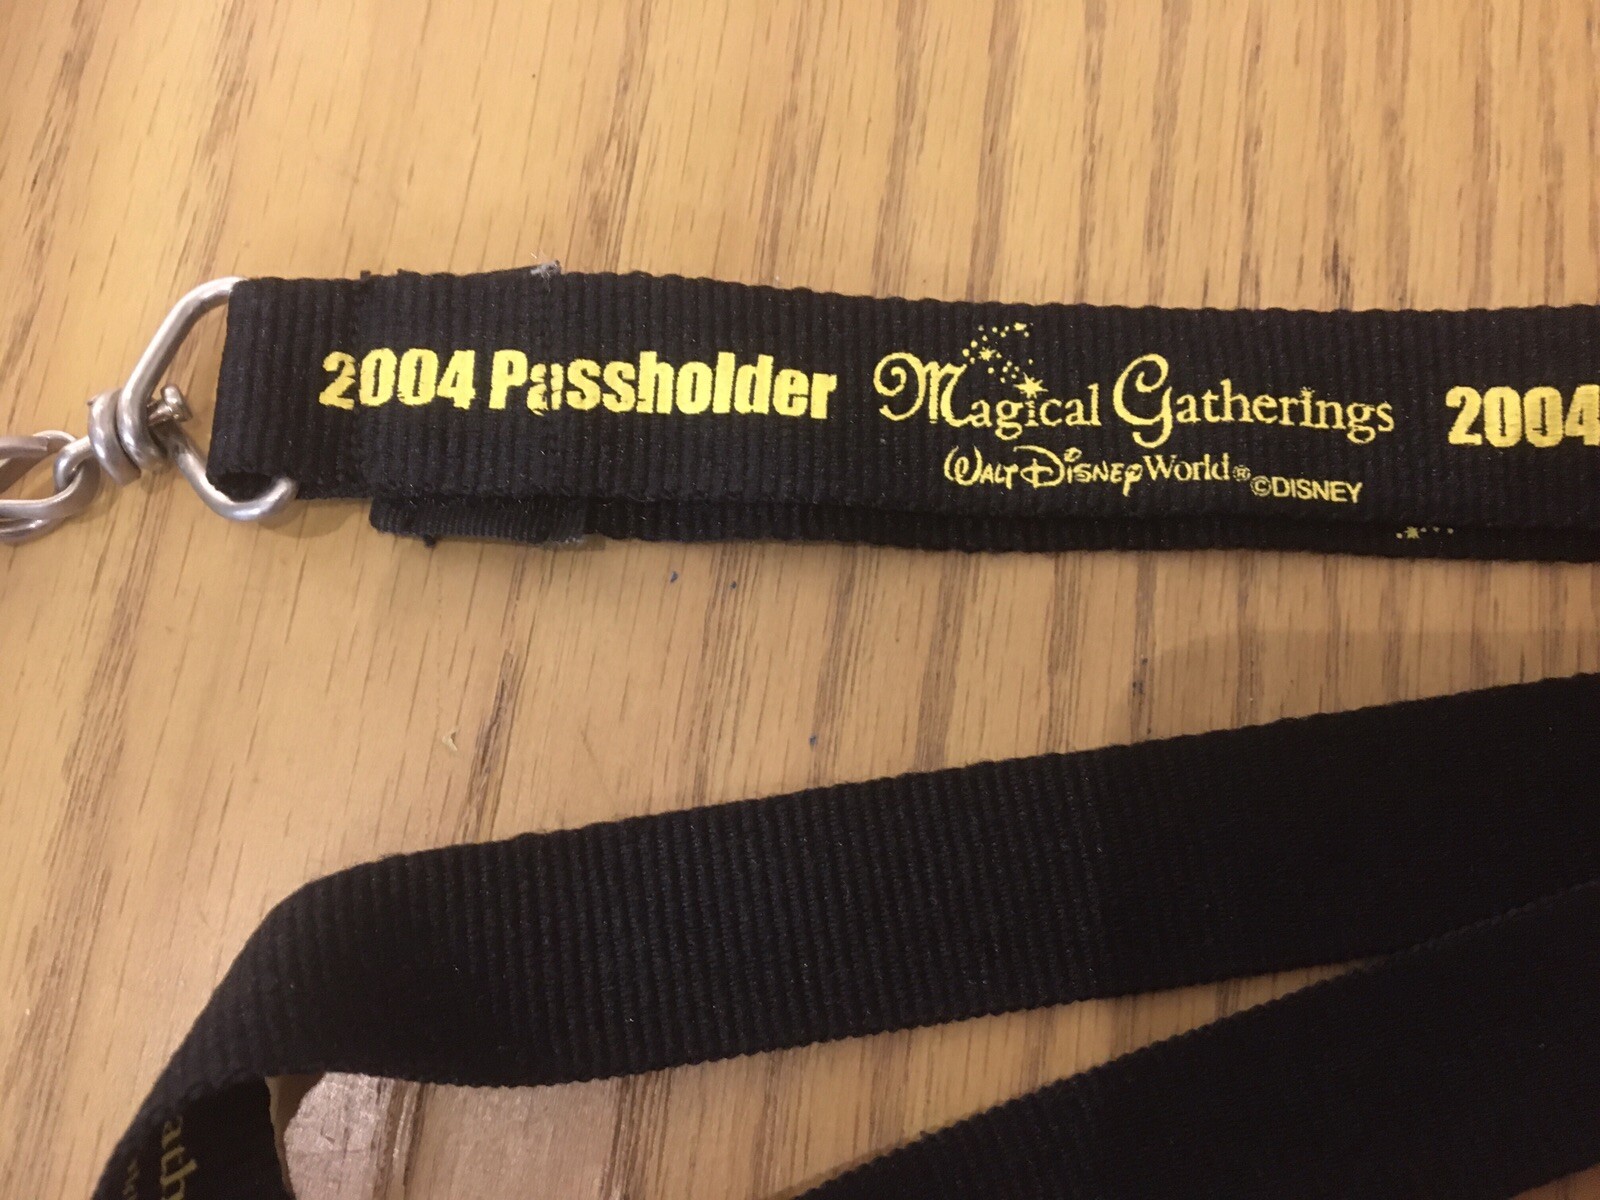 2004 Passholder
Magical Gatherings
Walt Disney World® ©DISNEY
2004